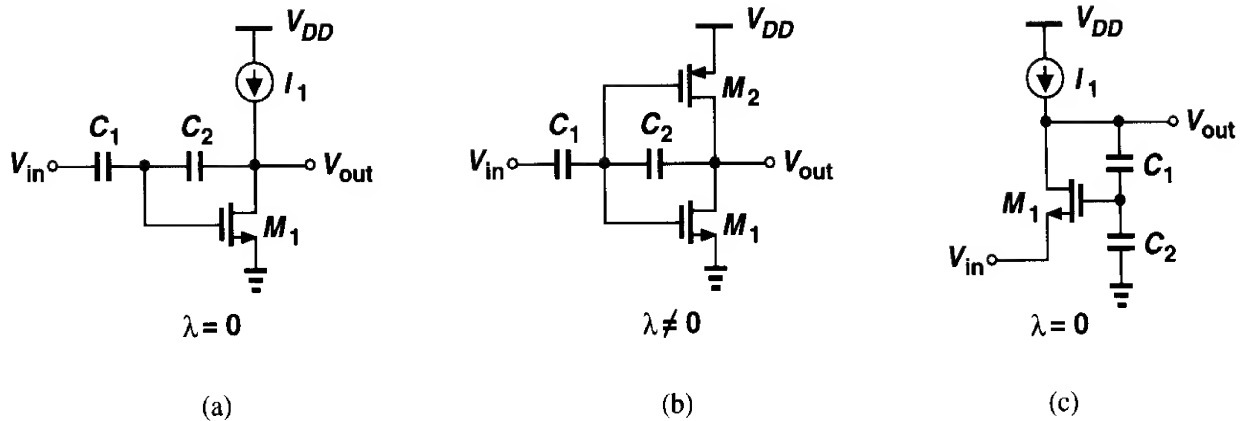 V_DD
I_1
C_1
C_2
V_in
V_out
M_1
λ = 0
(a)
V_DD
M_2
C_1
C_2
V_in
V_out
M_1
λ ≠ 0
(b)
V_DD
I_1
V_out
C_1
M_1
C_2
V_in
λ = 0
(c)